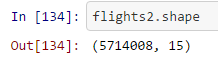 In [134]: flights2.shape
Out[134]: (5714008, 15)